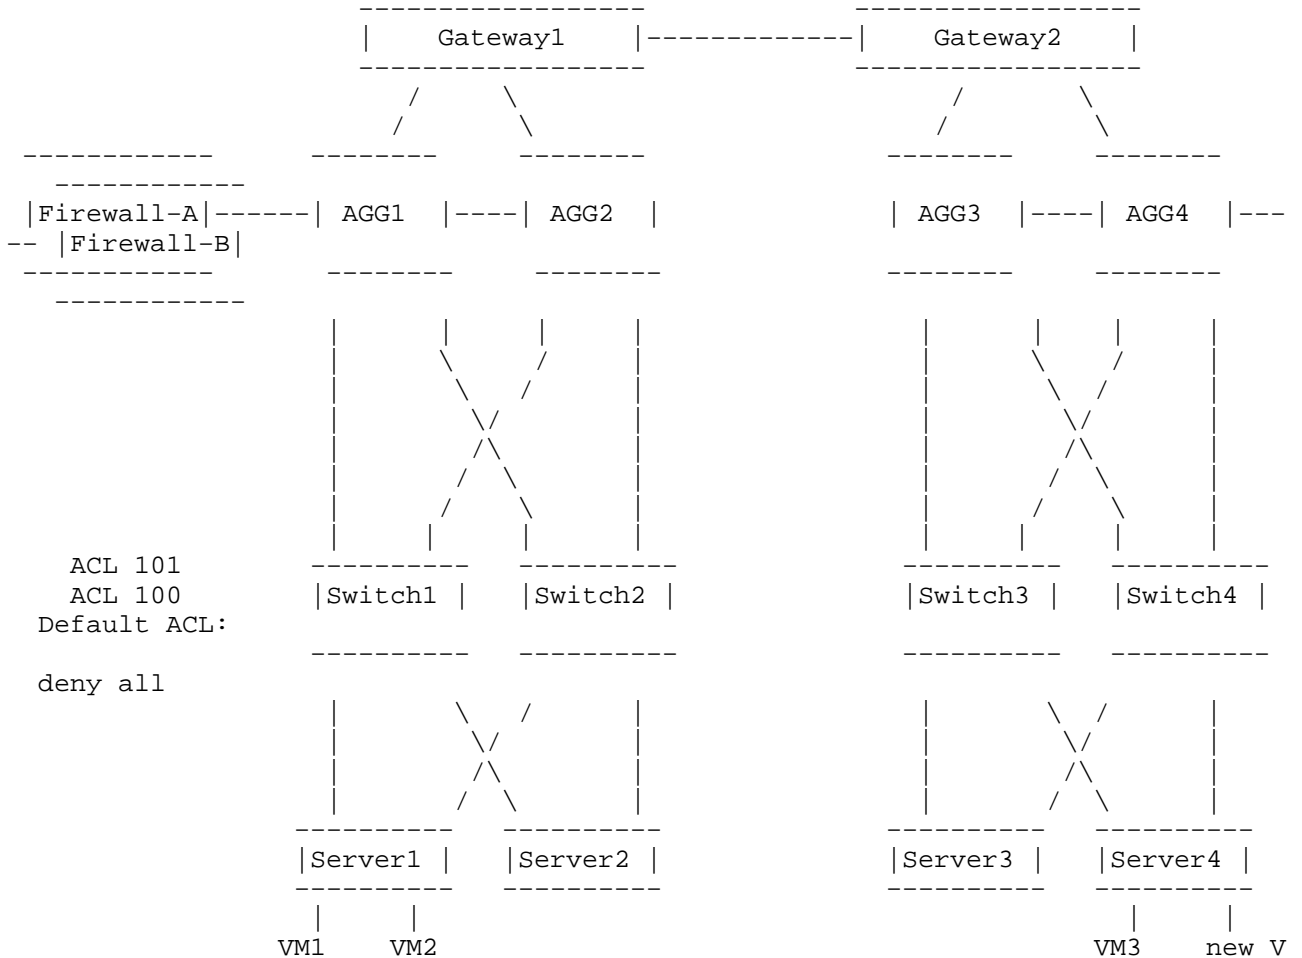 Gateway1 Gateway2
Firewall-A AGG1 AGG2 AGG3 AGG4
Firewall-B
ACL 101
ACL 100 Switch1 Switch2 Switch3 Switch4
Default ACL:
deny all
Server1 Server2 Server3 Server4
VM1 VM2 VM3 new V